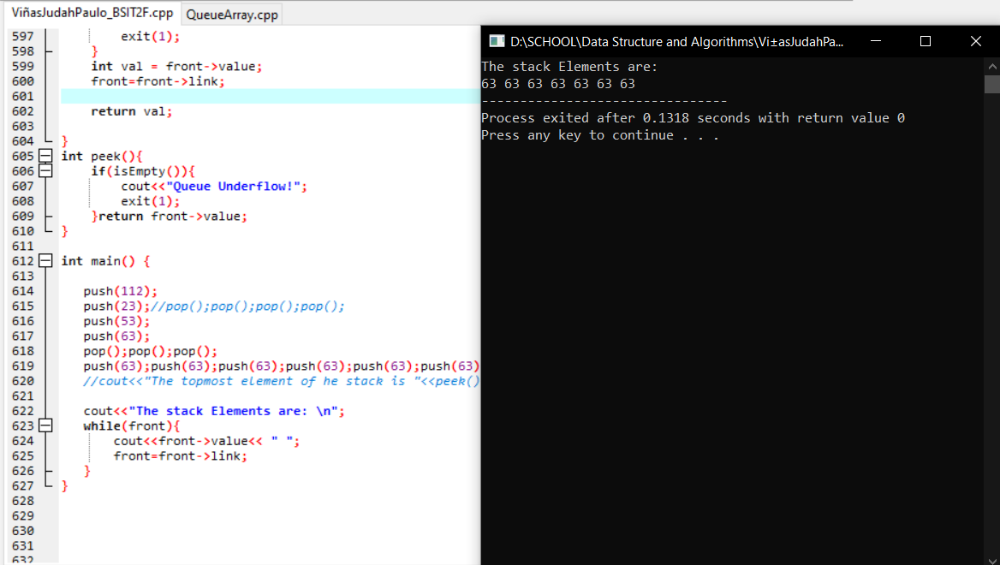 ViñasJudahPaulo_BSIT2F.cpp QueueArray.cpp
597 exit(1);
598 }
599 int val = front->value;
600 front=front->link;
601
602 return val;
603
604 }
605 int peek(){
606 if(isEmpty()){
607 cout<<"Queue Underflow!";
608 exit(1);
609 }return front->value;
610 }
611
612 int main() {
613
614 push(112);
615 push(23);//pop();pop();pop();pop();
616 push(53);
617 push(63);
618 pop();pop();pop();
619 push(63);push(63);push(63);push(63);push(63);push(63)
620 //cout<<"The topmost element of he stack is "<<peek()
621
622 cout<<"The stack Elements are: \n";
623 while(front){
624 cout<<front->value<< " ";
625 front=front->link;
626 }
627 }
628
629
630
631
632
D:\SCHOOL\Data Structure and Algorithms\Vi±asJudahPa...
The stack Elements are:
63 63 63 63 63 63 63
--------------------------------
Process exited after 0.1318 seconds with return value 0
Press any key to continue . . .